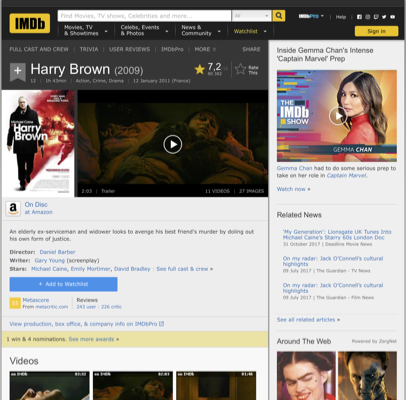 IMDb
Find Movies, TV shows, Celebrities and more...
All
IMDbPro
Help
Movies, TV
& Showtimes
Celebs, Events
& Photos
News &
Community
Watchlist
Sign in
FULL CAST AND CREW | TRIVIA | USER REVIEWS | IMDbPro | MORE
SHARE
Harry Brown (2009)
7,2
Rate
This
12 | 1h 43min | Action, Crime, Drama | 12 January 2011 (France)
Michael Caine
Harry
Brown
2:03 | Trailer
11 VIDEOS | 27 IMAGES
On Disc
at Amazon
An elderly ex-serviceman and widower looks to avenge his best friend's murder by doling out
his own form of justice.
Director: Daniel Barber
Writer: Gary Young (screenplay)
Stars: Michael Caine, Emily Mortimer, David Bradley | See full cast & crew »
+ Add to Watchlist
Metascore
From metacritic.com
Reviews
243 user | 226 critic
View production, box office, & company info on IMDbPro
1 win & 4 nominations. See more awards »
Videos
Inside Gemma Chan's Intense
'Captain Marvel' Prep
THE
IMDb
SHOW
GEMMA CHAN
Gemma Chan had to do some serious prep to
take on her role in Captain Marvel.
Watch now »
Related News
'My Generation': Lionsgate UK Tunes Into
Michael Caine's Starry 60s London Doc
31 October 2017 | Deadline Movie News
On my radar: Jack O'Connell's cultural
highlights
09 July 2017 | The Guardian - TV News
On my radar: Jack O'Connell's cultural
highlights
09 July 2017 | The Guardian - Film News
See all related articles »
Around The Web
Powered by ZergNet